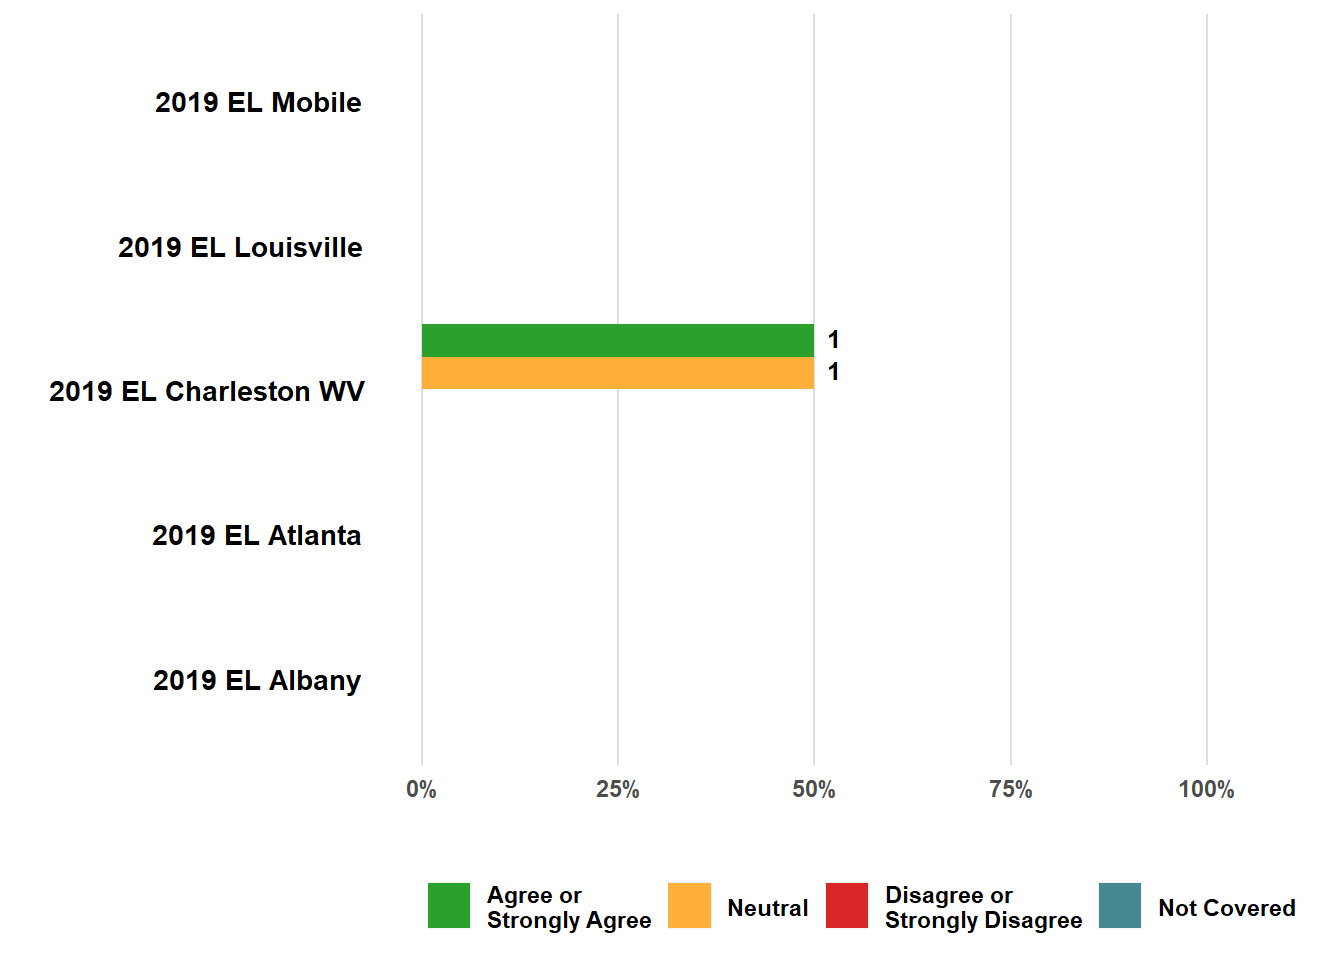 2019 EL Mobile
2019 EL Louisville
1
1
2019 EL Charleston WV
2019 EL Atlanta
2019 EL Albany
0% 25% 50% 75% 100%
Agree or
Strongly Agree
Neutral
Disagree or
Strongly Disagree
Not Covered